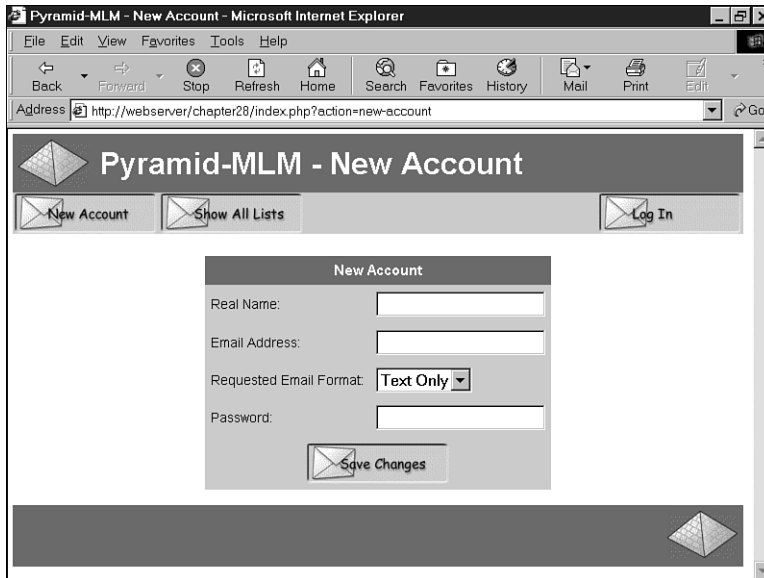 Pyramid-MLM - New Account - Microsoft Internet Explorer
File Edit View Favorites Tools Help
Back Forward Stop Refresh Home Search Favorites History Mail Print Edit
Address http://webserver/chapter28/index.php?action=new-account Go
Pyramid-MLM - New Account
New Account Show All Lists Log In
New Account
Real Name:
Email Address:
Requested Email Format: Text Only
Password:
Save Changes